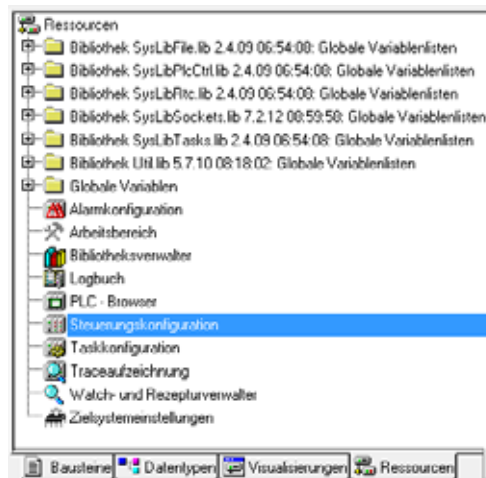 Ressourcen
Bibliothek SysLibFile.lib 2.4.09 06:54:08: Globale Variablenlisten
Bibliothek SysLibPlcCtrl.lib 2.4.09 06:54:08: Globale Variablenlisten
Bibliothek SysLibRtc.lib 2.4.09 06:54:08: Globale Variablenlisten
Bibliothek SysLibSockets.lib 7.2.12 08:59:58: Globale Variablenlisten
Bibliothek SysLibTasks.lib 2.4.09 06:54:08: Globale Variablenlisten
Bibliothek Util.lib 5.7.10 08:18:02: Globale Variablenlisten
Globale Variablen
Alarmkonfiguration
Arbeitsbereich
Bibliotheksverwalter
Logbuch
PLC - Browser
Steuerungskonfiguration
Taskkonfiguration
Traceaufzeichnung
Watch- und Rezepturverwalter
Zielsystemeinstellungen
Bausteine Datentypen Visualisierungen Ressourcen